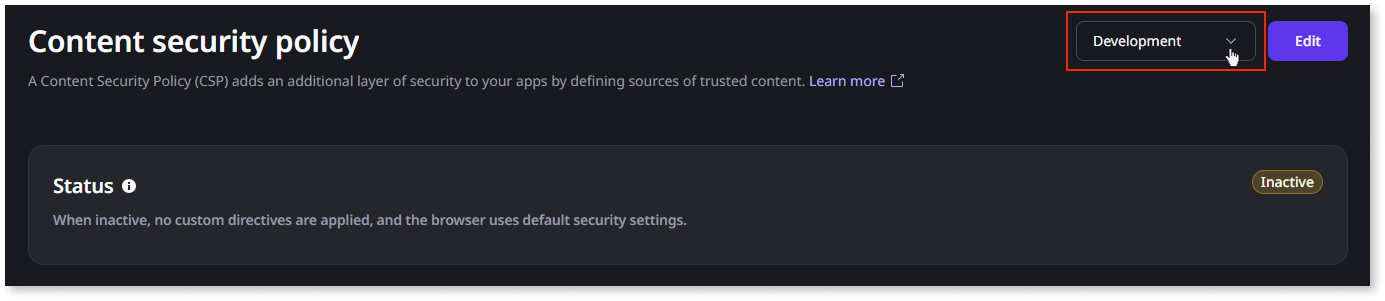 Content security policy
Development
Edit
A Content Security Policy (CSP) adds an additional layer of security to your apps by defining sources of trusted content. Learn more
Status
Inactive
When inactive, no custom directives are applied, and the browser uses default security settings.